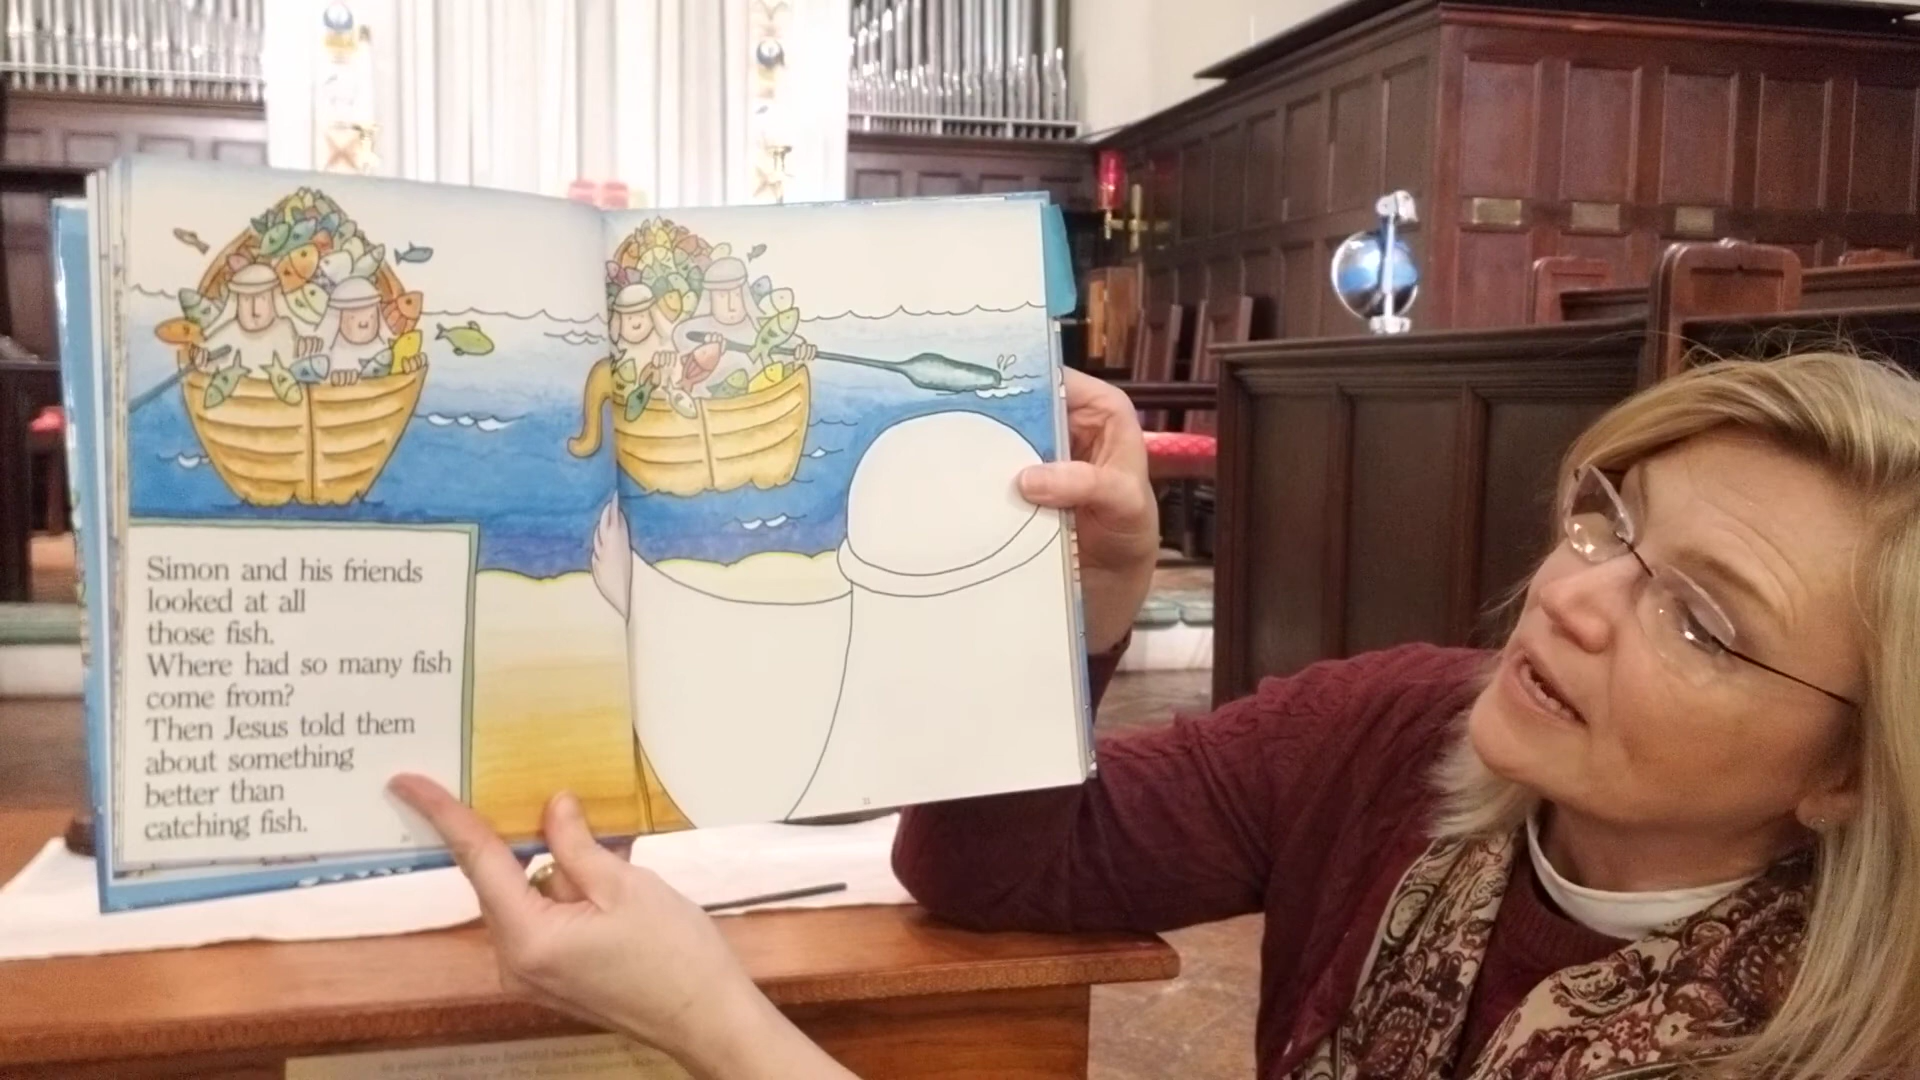 Simon and his friends
looked at all
those fish.
Where had so many fish
come from?
Then Jesus told them
about something
better than
catching fish.